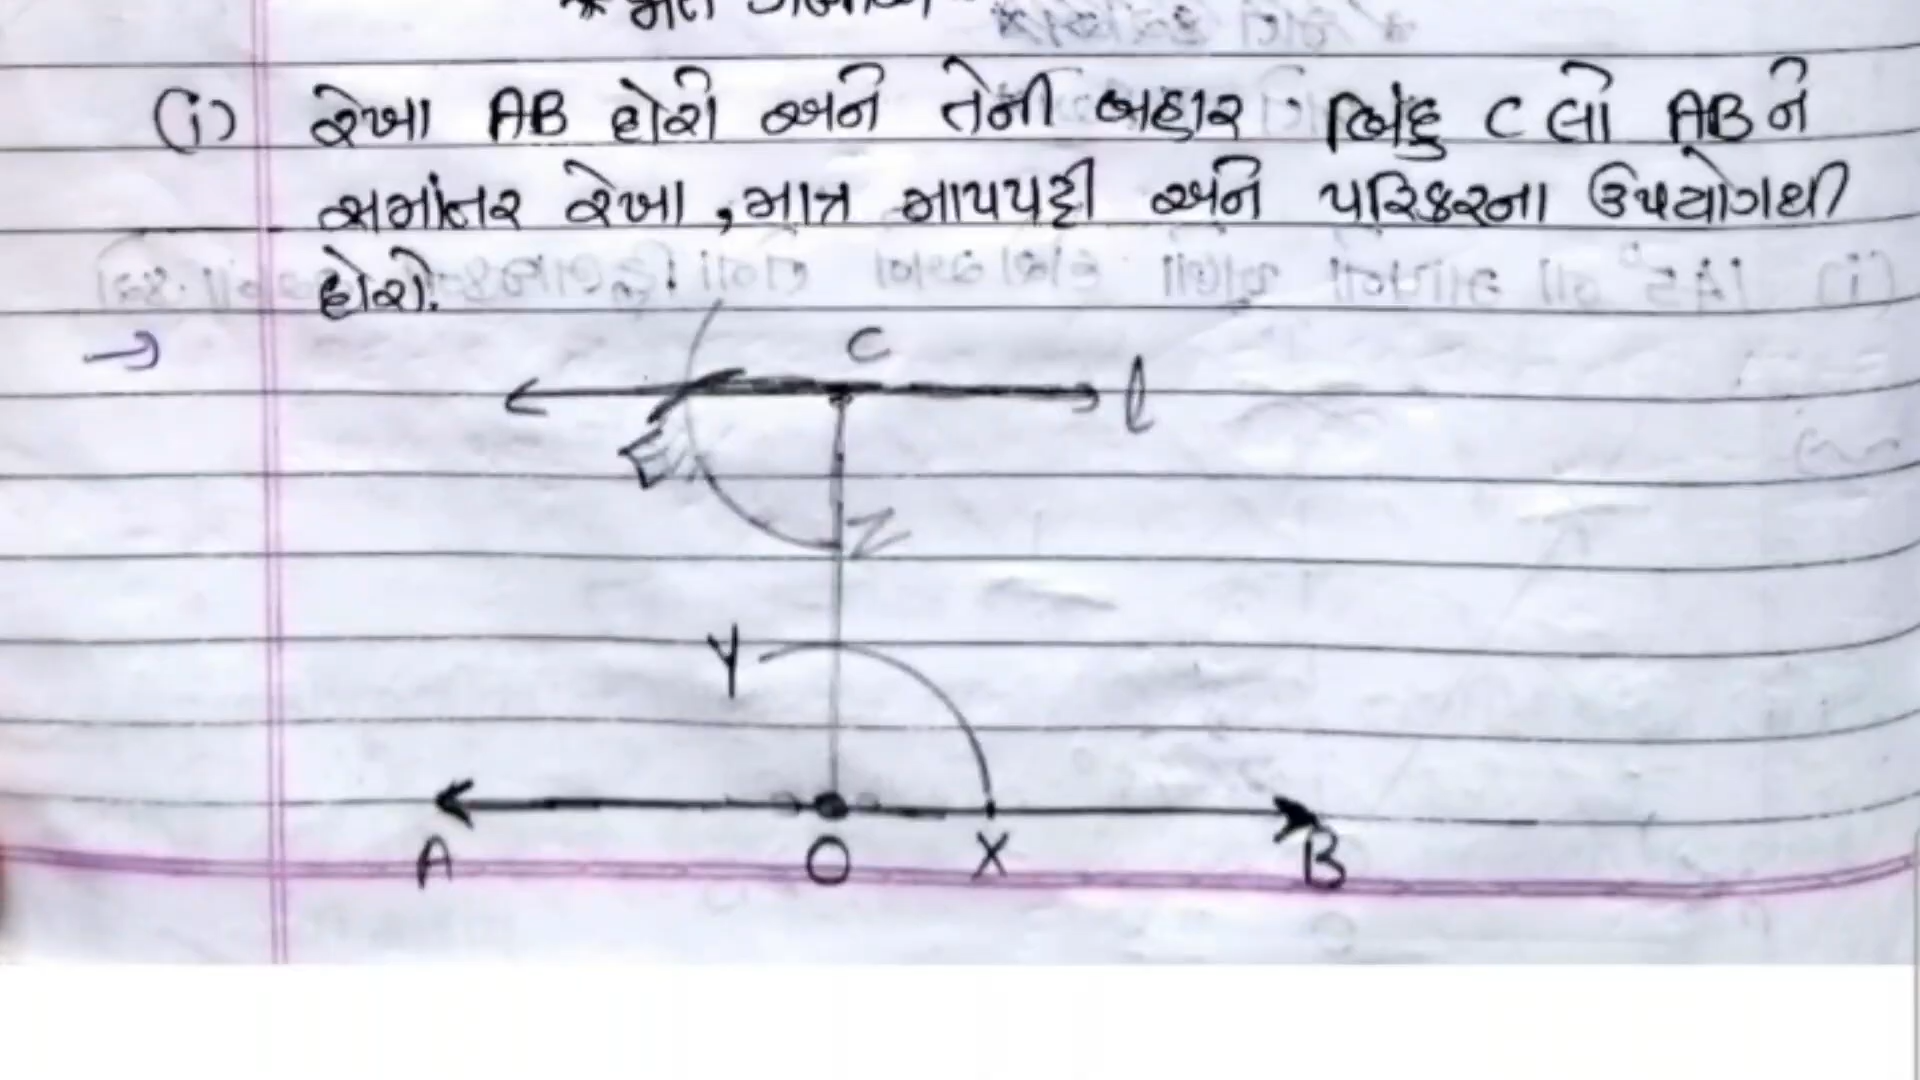 (i) રેખા AB દોરો અને તેની બહાર બિંદુ C લો AB ને
સમાંતર રેખા , માત્ર માપપટ્ટી અને પરિકરના ઉપયોગથી
દોરો.
→
C
l
E
Z
Y
A O X B